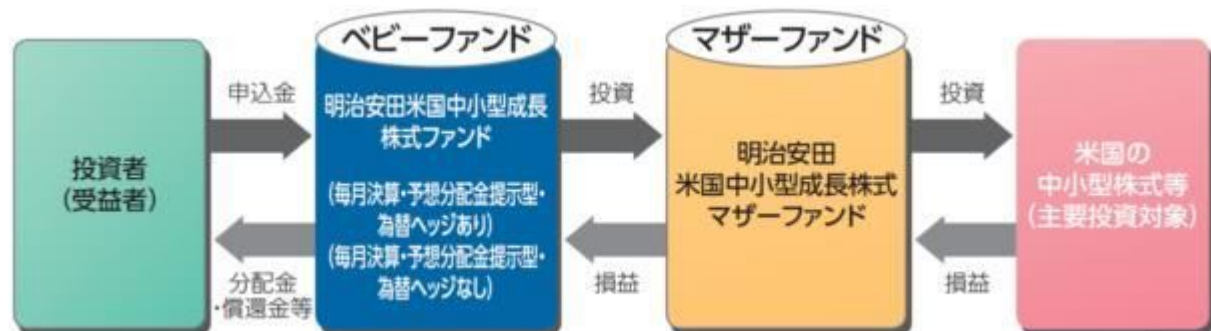 投資者
（受益者）
申込金
分配金
・償還金等
ベビーファンド
明治安田米国中小型成長
株式ファンド
（毎月決算・予想分配金提示型・
為替ヘッジあり）
（毎月決算・予想分配金提示型・
為替ヘッジなし）
投資
損益
マザーファンド
明治安田
米国中小型成長株式
マザーファンド
投資
損益
米国の
中小型株式等
（主要投資対象）